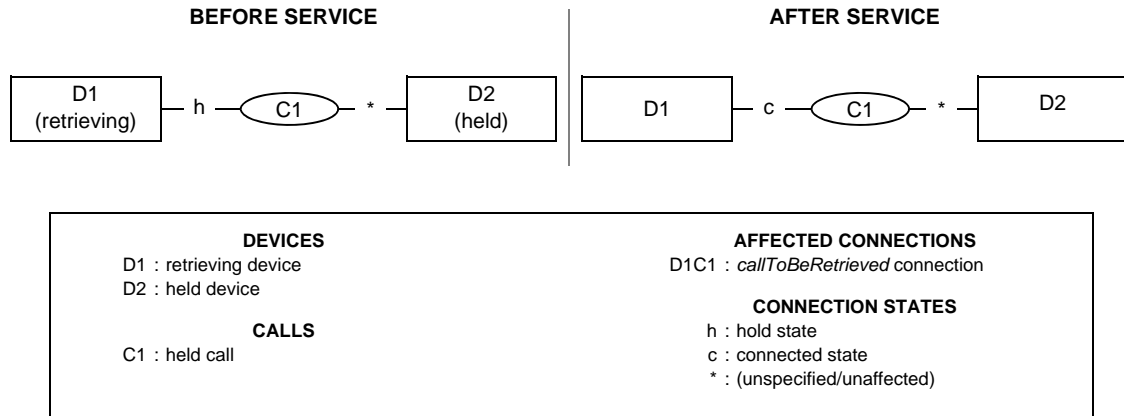 BEFORE SERVICE
AFTER SERVICE
D1
(retrieving)
h
C1
*
D2
(held)
D1
c
C1
*
D2
DEVICES
D1 : retrieving device
D2 : held device
CALLS
C1 : held call
AFFECTED CONNECTIONS
D1C1 : callToBeRetrieved connection
CONNECTION STATES
h : hold state
c : connected state
* : (unspecified/unaffected)